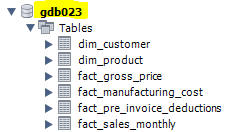 gdb023
Tables
dim_customer
dim_product
fact_gross_price
fact_manufacturing_cost
fact_pre_invoice_deductions
fact_sales_monthly